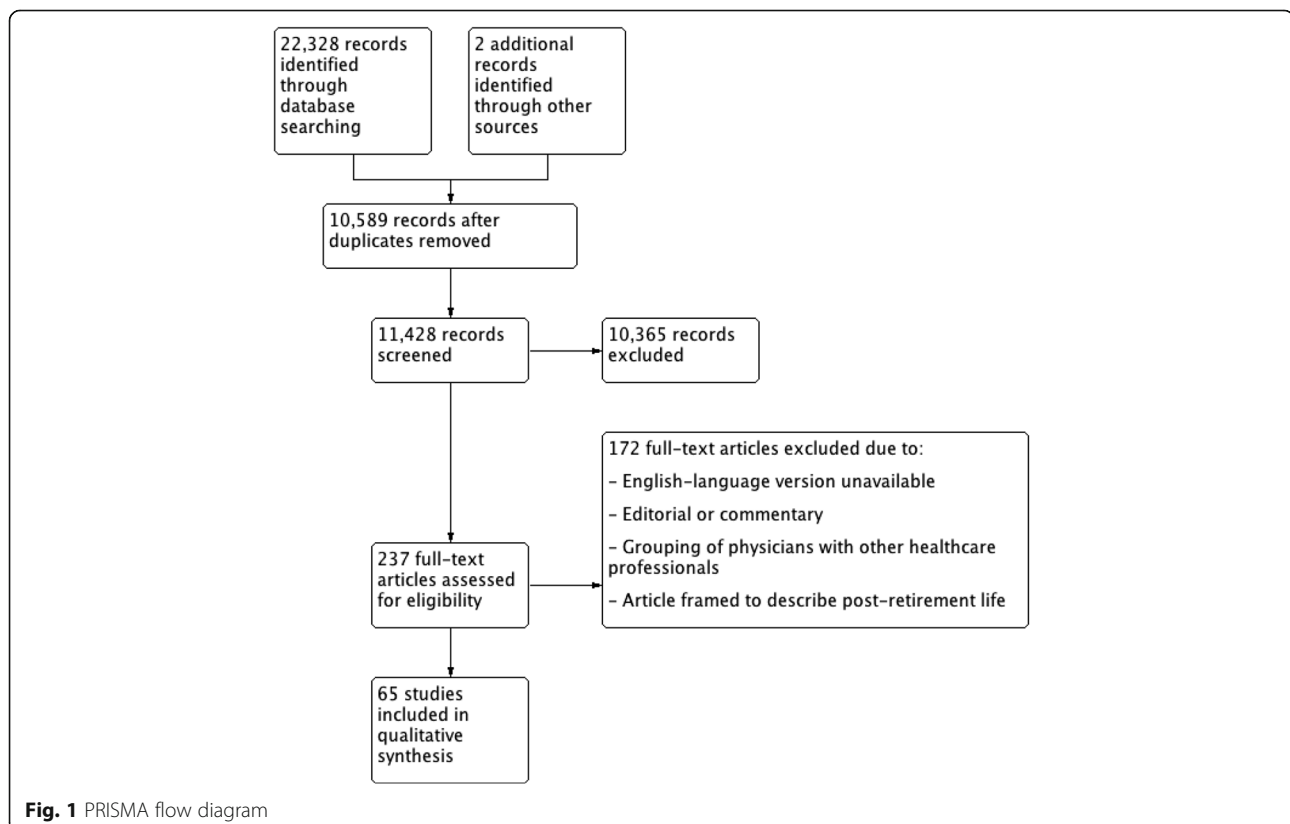 22,328 records
identified
through
database
searching
2 additional
records
identified
through other
sources
10,589 records after
duplicates removed
11,428 records
screened
10,365 records
excluded
172 full-text articles excluded due to:
– English-language version unavailable
– Editorial or commentary
– Grouping of physicians with other healthcare
professionals
– Article framed to describe post-retirement life
237 full-text
articles assessed
for eligibility
65 studies
included in
qualitative
synthesis
Fig. 1 PRISMA flow diagram